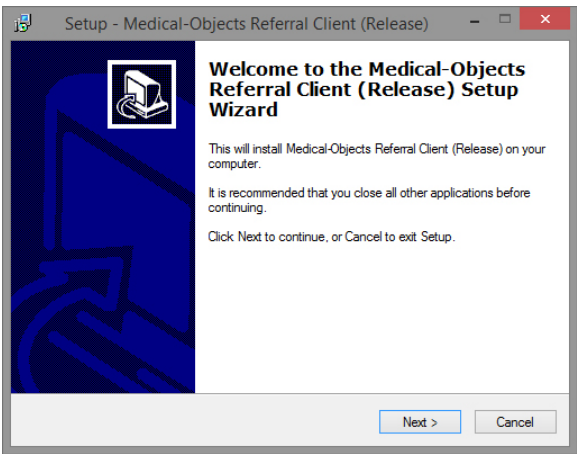 Setup - Medical-Objects Referral Client (Release)
Welcome to the Medical-Objects
Referral Client (Release) Setup
Wizard
This will install Medical-Objects Referral Client (Release) on your
computer.
It is recommended that you close all other applications before
continuing.
Click Next to continue, or Cancel to exit Setup.
Next >
Cancel